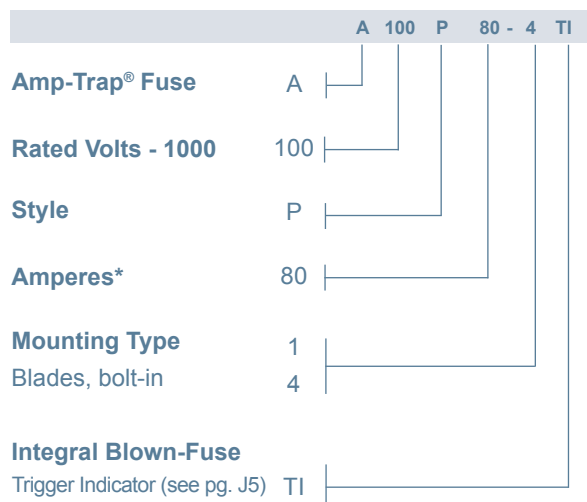 A 100 P 80 - 4 TI
Amp-Trap® Fuse A
Rated Volts - 1000 100
Style P
Amperes* 80
Mounting Type 1
Blades, bolt-in 4
Integral Blown-Fuse
Trigger Indicator (see pg. J5) TI